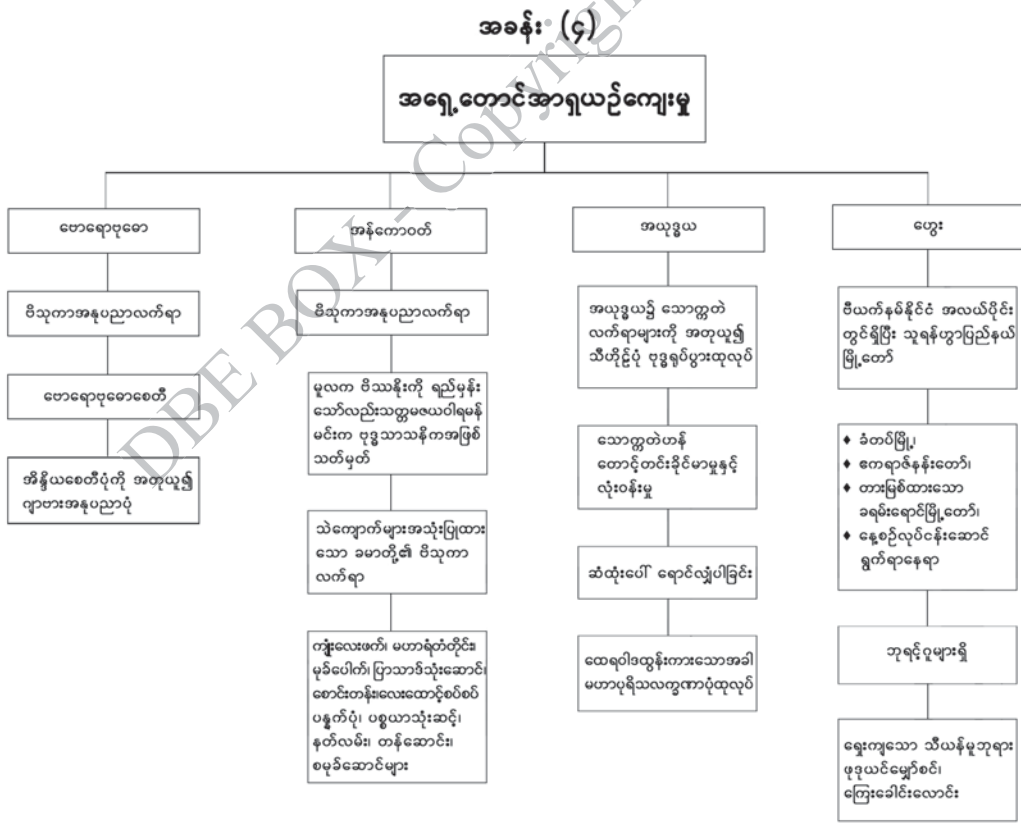 အခန်း (၄)
အရှေ့တောင်အာရှယဉ်ကျေးမှု
ဗောရောဗုဓော
ဗိသုကာအနုပညာလက်ရာ
ဗောရောဗုဓောစေတီ
အိန္ဒိယစေတီပုံကို အတုယူ၍
ဂျာဗားအနုပညာပုံ
အန်ကောဝတ်
ဗိသုကာအနုပညာလက်ရာ
မူလက ဗိဿနိုးကို ရည်မှန်း
သော်လည်းသတ္တမဇယဝါရမန်
မင်းက ဗုဒ္ဓသာသနိကအဖြစ်
သတ်မှတ်
သဲကျောက်များအသုံးပြုထား
သော ခမာတို့၏ ဗိသုကာ
လက်ရာ
ကျုံးလေးဖက်၊ မဟာရံတံတိုင်း၊
မုခ်ပေါက်၊ ပြာသာဒ်သုံးဆောင်၊
စောင်းတန်း၊လေးထောင့်စပ်စပ်
ပန္နက်ပုံ၊ ပစ္စယာသုံးဆင့်၊
နတ်လမ်း၊ တန်ဆောင်း၊
စမုခ်ဆောင်များ
အယုဒ္ဓယ
အယုဒ္ဓယ၌ သောက္ကတဲ
လက်ရာများကို အတုယူ၍
သီဟိုဠ်ပုံ ဗုဒ္ဓရုပ်ပွားထုလုပ်
သောက္ကတဲဟန်
တောင့်တင်းခိုင်မာမှုနှင့်
လုံးဝန်းမှု
ဆံထုံးပေါ် ရောင်လျှံပါခြင်း
ထေရဝါဒထွန်းကားသောအခါ
မဟာပုရိသလက္ခဏာပုံထုလုပ်
ဟွေး
ဗီယက်နမ်နိုင်ငံ အလယ်ပိုင်း
တွင်ရှိပြီး သူရန်ဟွာပြည်နယ်
မြို့တော်
♦ ခံတပ်မြို့၊
♦ ဧကရာဇ်နန်းတော်၊
♦ တားမြစ်ထားသော
ခရမ်းရောင်မြို့တော်၊
♦ နေ့စဉ်လုပ်ငန်းဆောင်
ရွက်ရာနေရာ
ဘုရင့်ဂူများရှိ
ရှေးကျသော သီယန်မူဘုရား
ဖုဒုယင်မျှော်စင်၊
ကြေးခေါင်းလောင်း
DBE BOX - Copyrigh